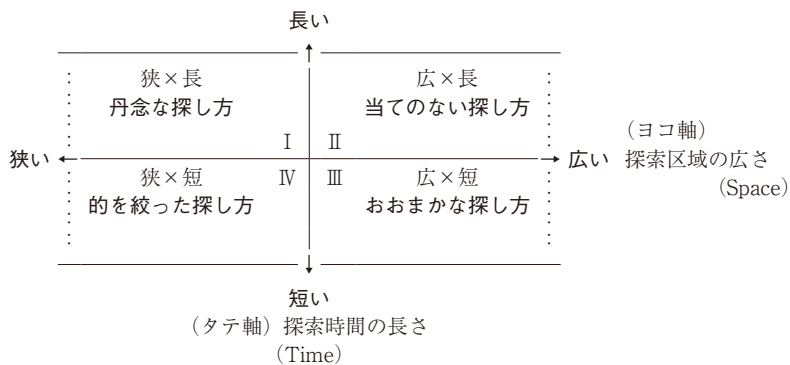 長い
狭×長 広×長
丹念な探し方 当てのない探し方
Ⅰ Ⅱ
狭い 広い
（ヨコ軸）
探索区域の広さ
（Space）
狭×短 Ⅳ Ⅲ 広×短
的を絞った探し方 おおまかな探し方
短い
（タテ軸）探索時間の長さ
（Time）